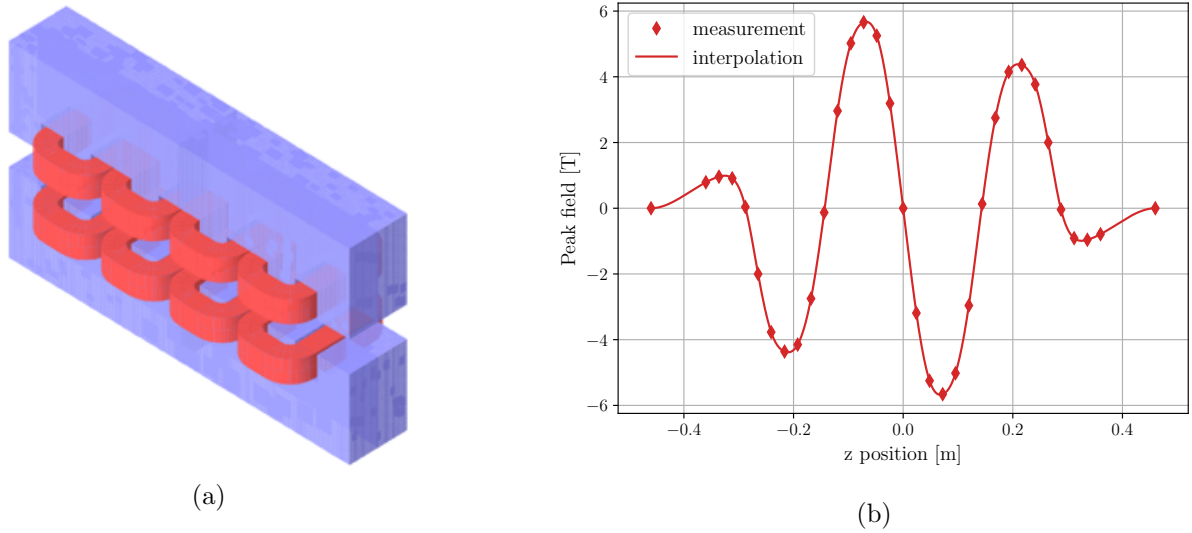 measurement
interpolation
6
4
2
0
−2
−4
−6
Peak field [T]
−0.4 −0.2 0.0 0.2 0.4
z position [m]
(a)
(b)